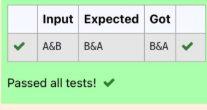 Input Expected Got
A&B B&A B&A
Passed all tests!